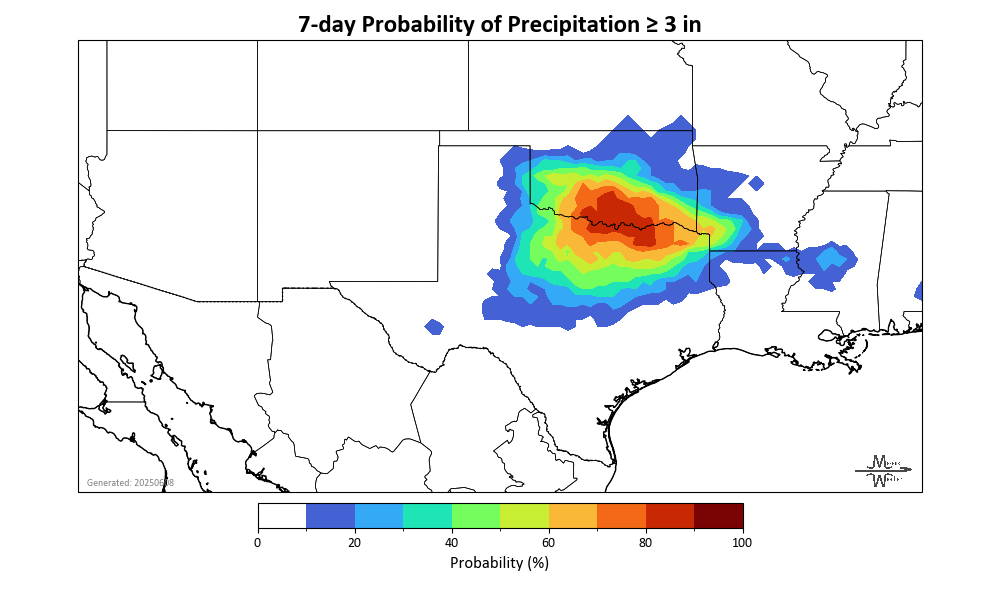 7-day Probability of Precipitation ≥ 3 in
Generated: 20250608
0 20 40 60 80 100
Probability (%)